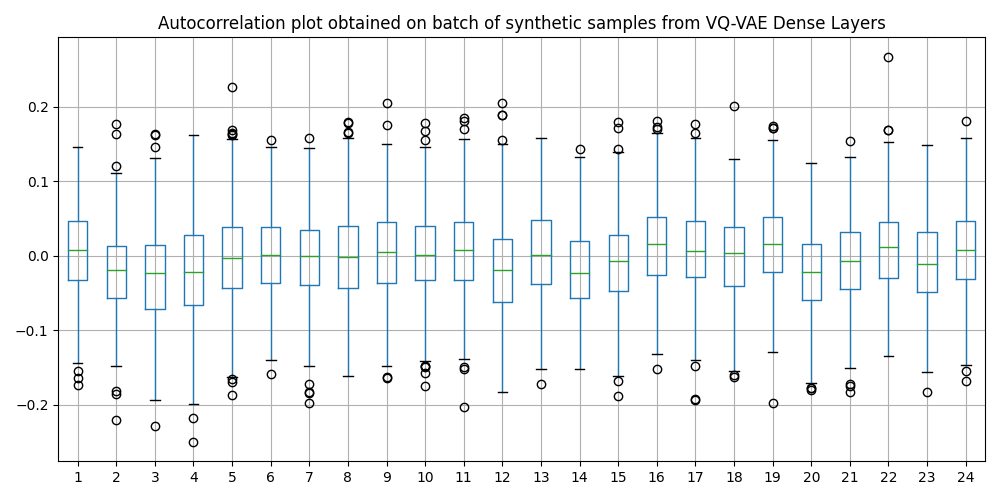 Autocorrelation plot obtained on batch of synthetic samples from VQ-VAE Dense Layers
0.2
0.1
0.0
−0.1
−0.2
1 2 3 4 5 6 7 8 9 10 11 12 13 14 15 16 17 18 19 20 21 22 23 24